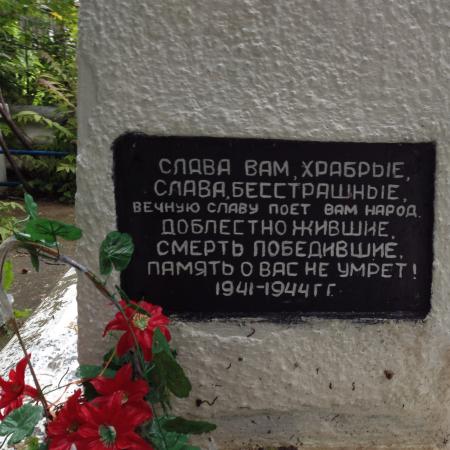 СЛАВА ВАМ, ХРАБРЫЕ,
СЛАВА, БЕССТРАШНЫЕ,
ВЕЧНУЮ СЛАВУ ПОЕТ ВАМ НАРОД.
ДОБЛЕСТНО ЖИВШИЕ,
СМЕРТЬ ПОБЕДИВШИЕ,
ПАМЯТЬ О ВАС НЕ УМРЕТ!
1941-1944 ГГ.